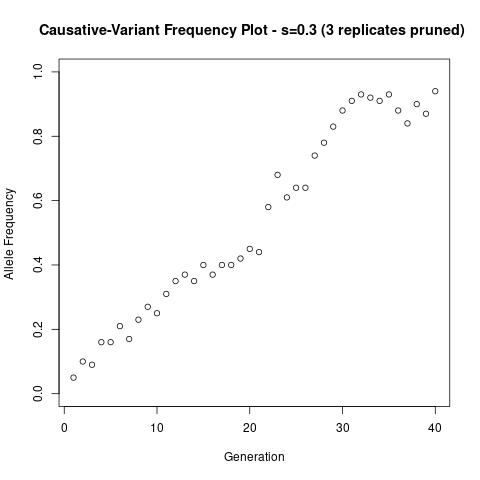 Causative-Variant Frequency Plot - s=0.3 (3 replicates pruned)
1.0
0.8
0.6
0.4
0.2
0.0
Allele Frequency
0 10 20 30 40
Generation